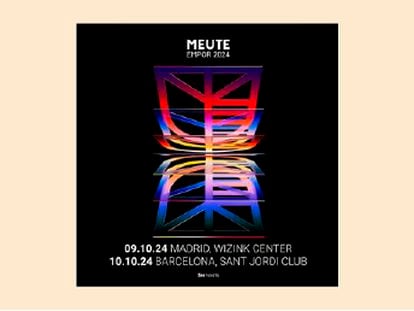 MEUTE
EMPOR 2024
09.10.24 MADRID, WIZINK CENTER
10.10.24 BARCELONA, SANT JORDI CLUB